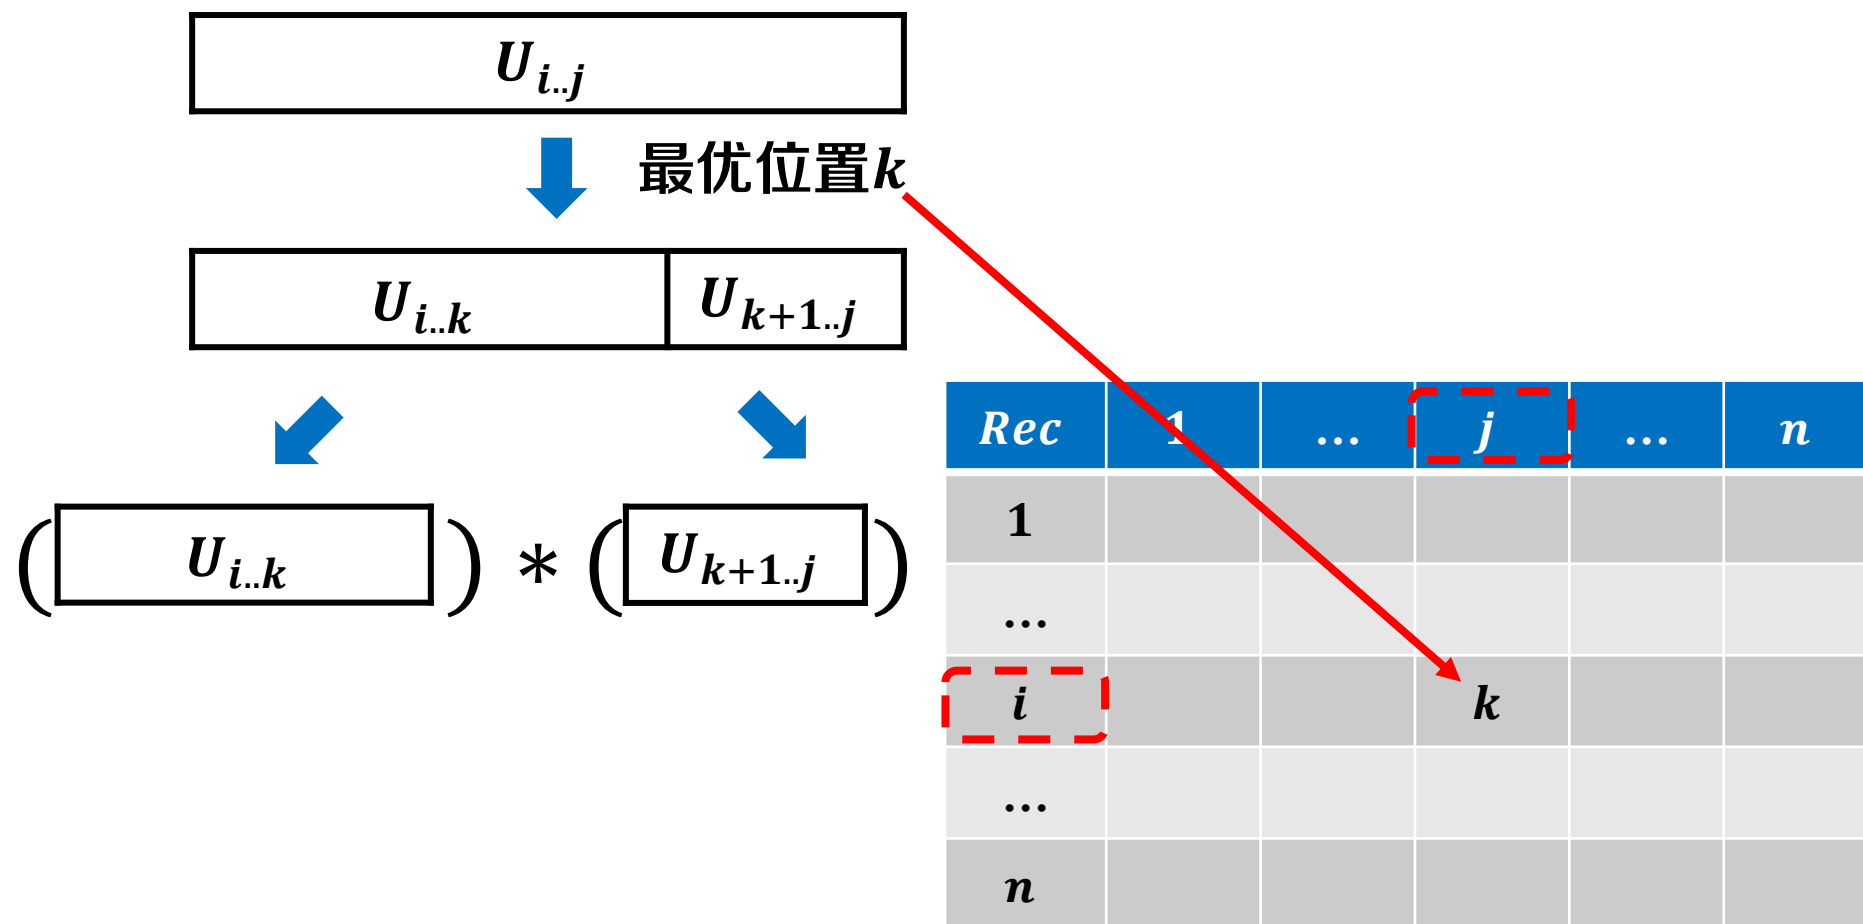 U_{i..j}
最优位置k
U_{i..k} U_{k+1..j}
(U_{i..k}) * (U_{k+1..j})
Rec 1 … j … n
1
…
i k
…
n